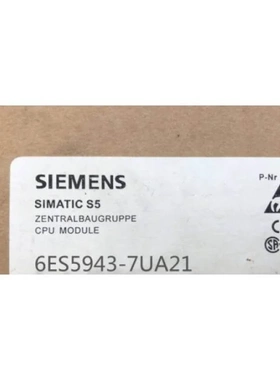 SIEMENS
P-Nr
SIMATIC S5
ZENTRALBAUGRUPPE
CPU MODULE
6ES5943-7UA21